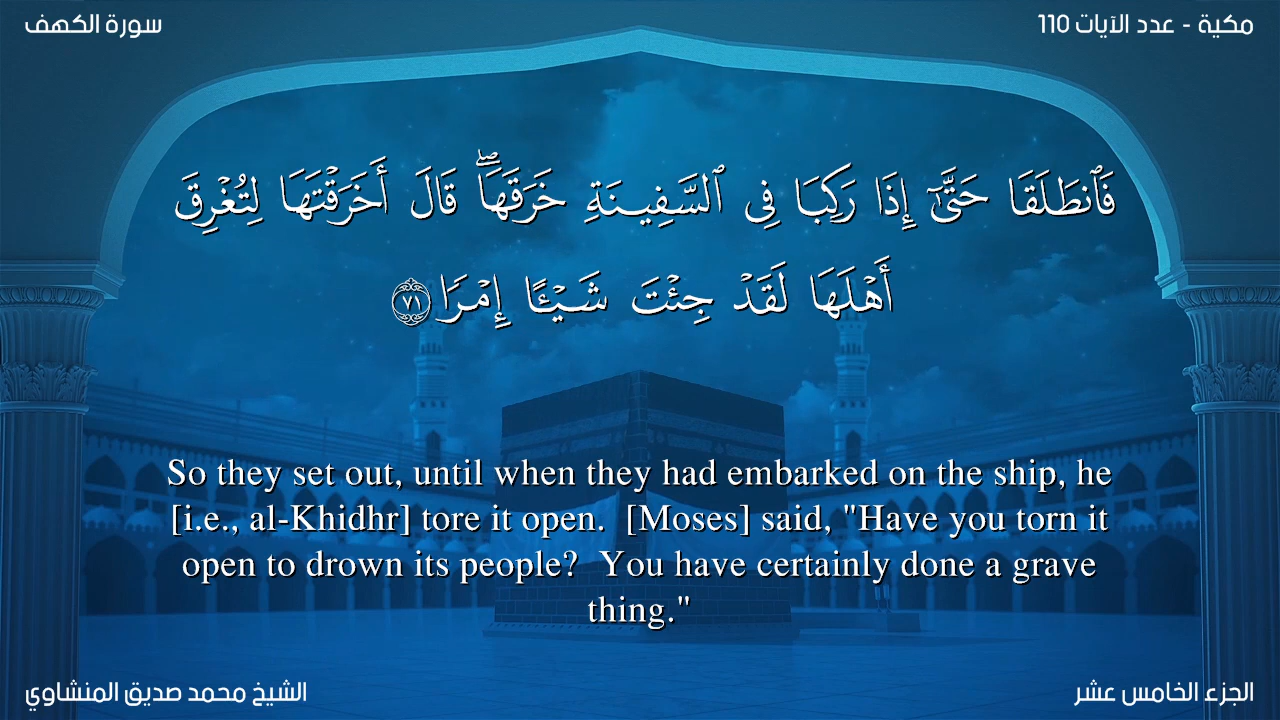 سورة الكهف
مكية - عدد الآيات 110
فَٱنطَلَقَا حَتَّىٰٓ إِذَا رَكِبَا فِى ٱلسَّفِينَةِ خَرَقَهَاۖ قَالَ أَخَرَقْتَهَا لِتُغْرِقَ
أَهْلَهَا لَقَدْ جِئْتَ شَيْـًٔا إِمْرًا ٧١
So they set out, until when they had embarked on the ship, he
[i.e., al-Khidhr] tore it open.  [Moses] said, "Have you torn it
open to drown its people?  You have certainly done a grave
thing."
الشيخ محمد صديق المنشاوي
الجزء الخامس عشر